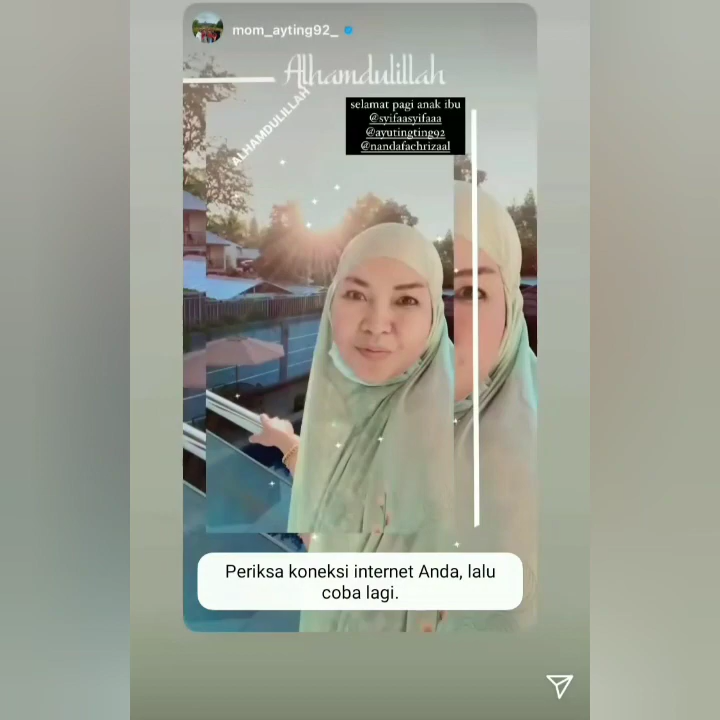 mom_ayting92_
Alhamdulillah
ALHAMDULILLAH
selamat pagi anak ibu
@syifaasyifaaa
@ayutingting92
@nandafachrizaal
Periksa koneksi internet Anda, lalu
coba lagi.